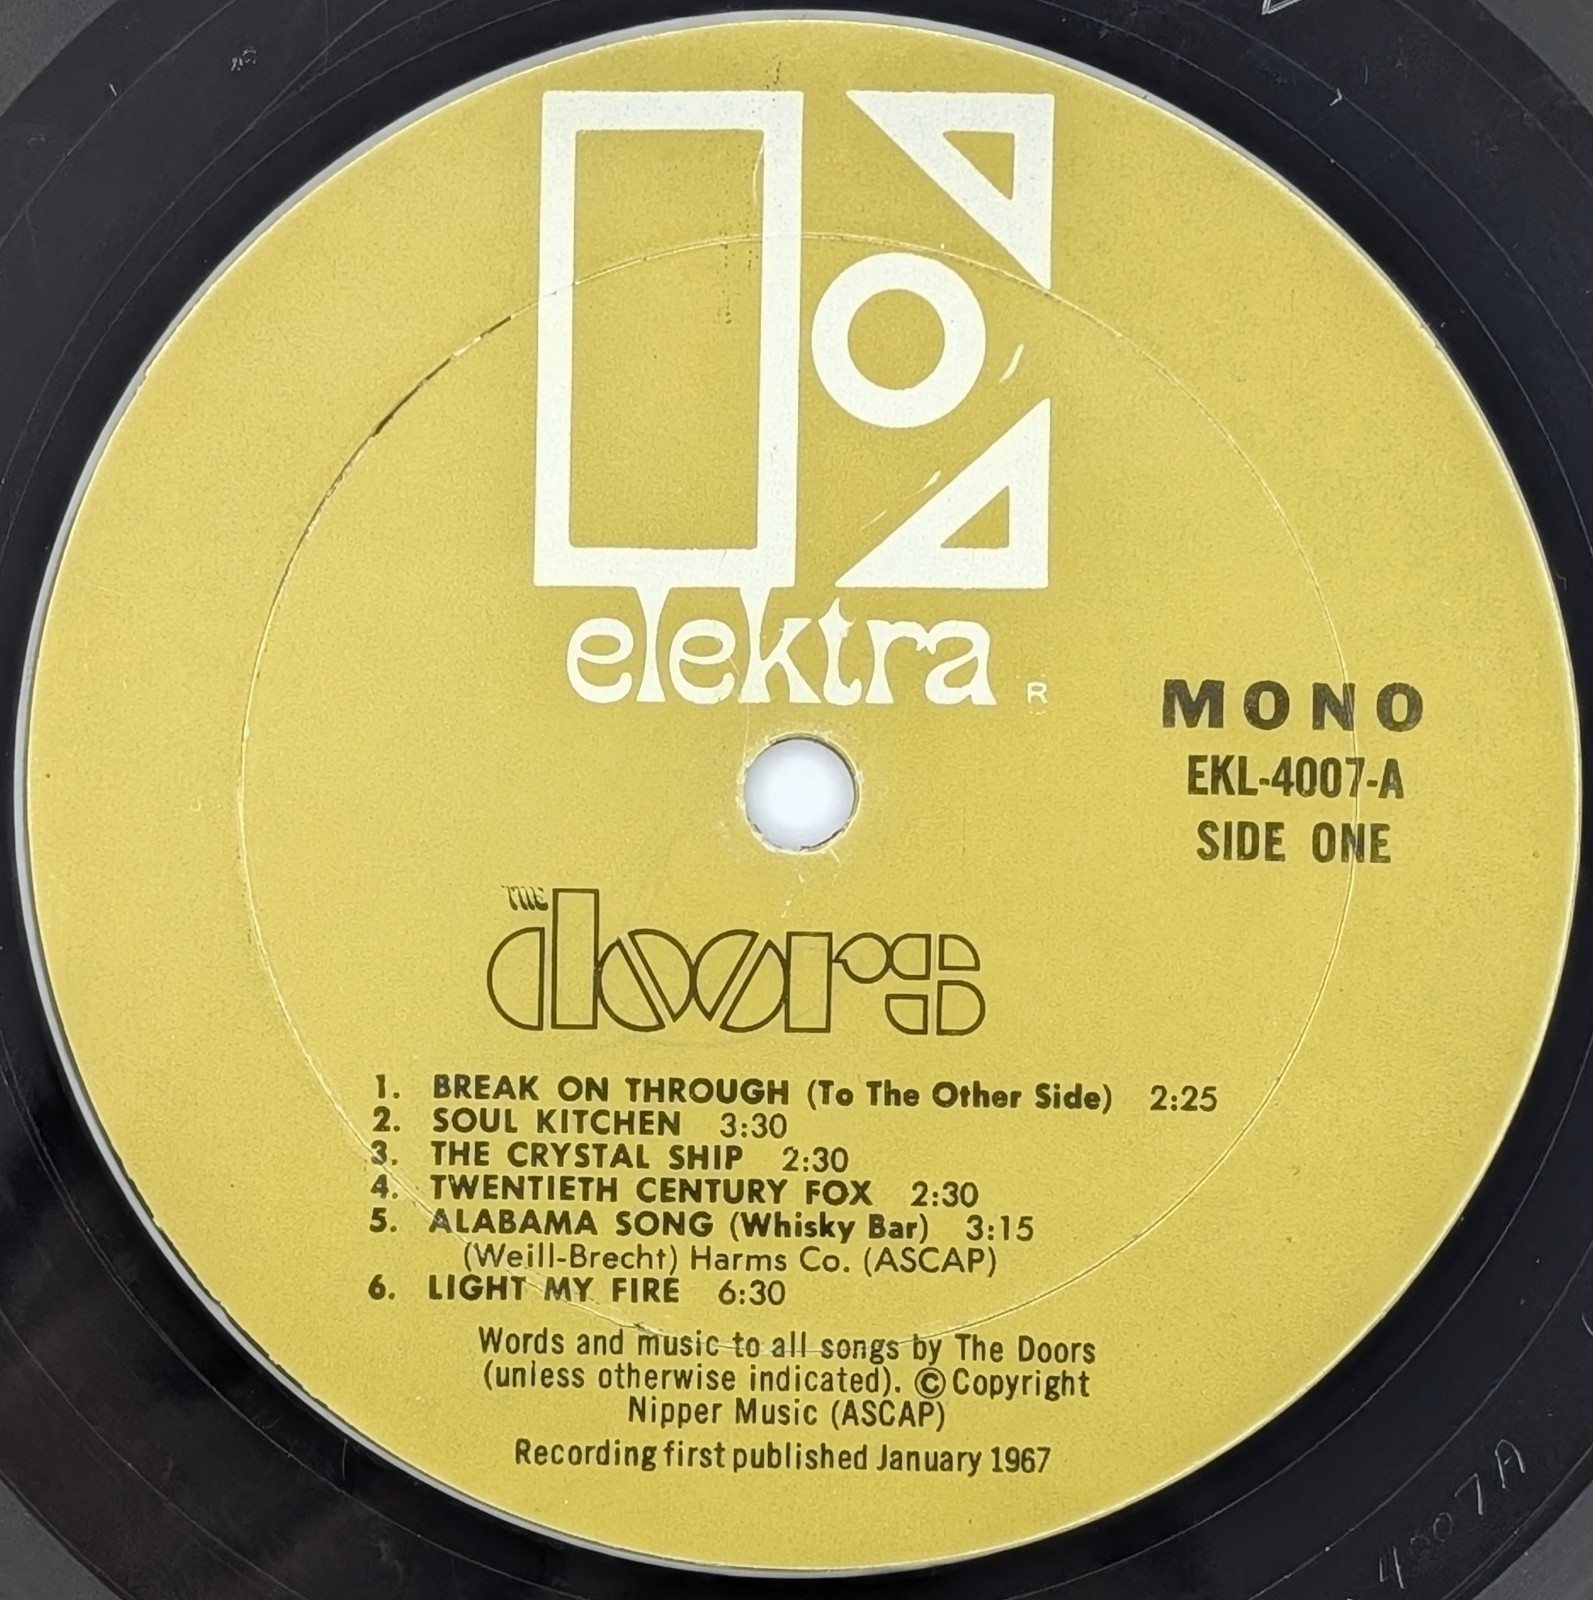 elektra R
MONO
EKL-4007-A
SIDE ONE
THE
doors
1. BREAK ON THROUGH (To The Other Side) 2:25
2. SOUL KITCHEN 3:30
3. THE CRYSTAL SHIP 2:30
4. TWENTIETH CENTURY FOX 2:30
5. ALABAMA SONG (Whisky Bar) 3:15
(Weill-Brecht) Harms Co. (ASCAP)
6. LIGHT MY FIRE 6:30
Words and music to all songs by The Doors
(unless otherwise indicated). © Copyright
Nipper Music (ASCAP)
Recording first published January 1967
4007A